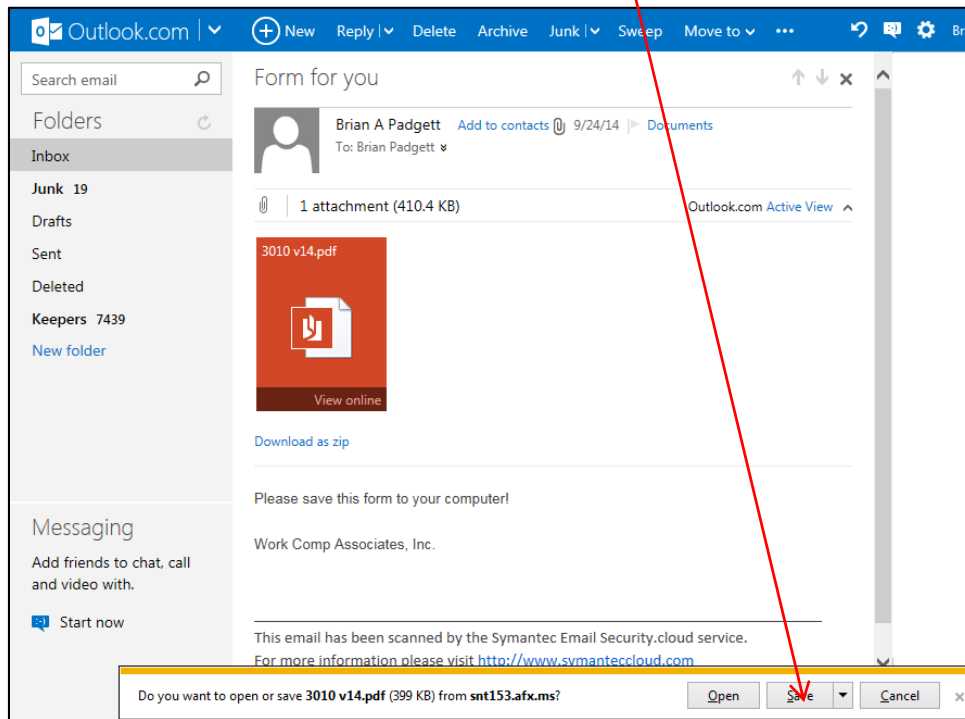 Outlook.com
New Reply Delete Archive Junk Sweep Move to ••• Br
Search email
Folders
Inbox
Junk 19
Drafts
Sent
Deleted
Keepers 7439
New folder
Messaging
Add friends to chat, call
and video with.
Start now
Form for you
Brian A Padgett Add to contacts 9/24/14 Documents
To: Brian Padgett
1 attachment (410.4 KB) Outlook.com Active View
3010 v14.pdf
View online
Download as zip
Please save this form to your computer!
Work Comp Associates, Inc.
This email has been scanned by the Symantec Email Security.cloud service.
For more information please visit http://www.symanteccloud.com
Do you want to open or save 3010 v14.pdf (399 KB) from snt153.afx.ms? Open Save Cancel ×